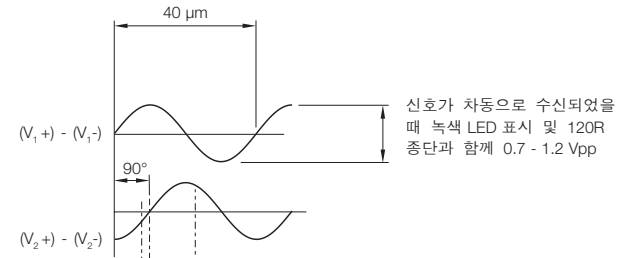 40 µm
(V₁+) - (V₁-)
신호가 차동으로 수신되었을
때 녹색 LED 표시 및 120R
종단과 함께 0.7 - 1.2 Vpp
90°
(V₂+) - (V₂-)